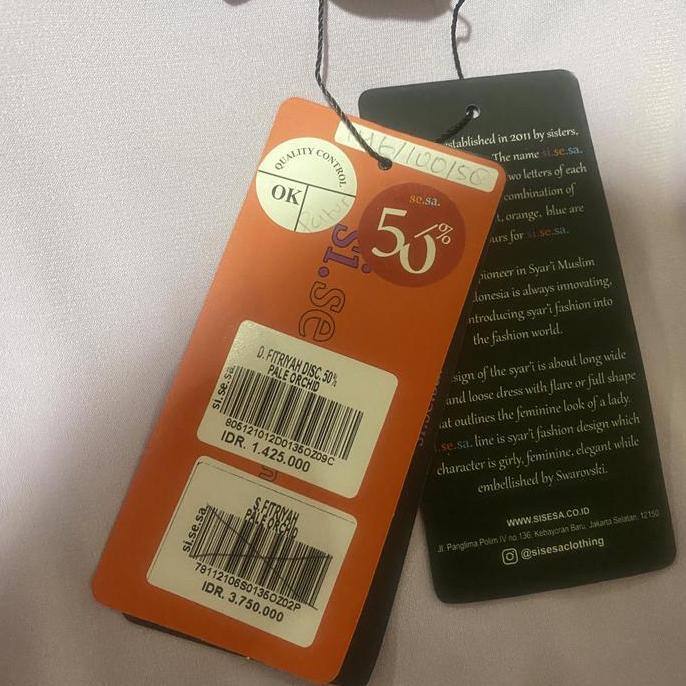 QUALITY CONTROL
OK
/100/50
se.sa.
50%
si.se
D. FITRIYAH DISC. 50%
PALE ORCHID
si.se.sa
IDR. 1.425.000
S. FITRIYAH
PALE ORCHID
si.se.sa
IDR. 3.750.000
stablished in 2011 by sisters,
The name si.se.sa.
two letters of each
combination of
t, orange, blue are
urs for si.se.sa.
pioneer in Syar'i Muslim
donesia is always innovating,
ntroducing syar'i fashion into
the fashion world.
sign of the syar'i is about long wide
and loose dress with flare or full shape
at outlines the feminine look of a lady.
.se.sa. line is syar'i fashion design which
character is girly, feminine, elegant while
embellished by Swarovski.
WWW.SISESA.CO.ID
Jl. Panglima Polim IV no 136, Kebayoran Baru, Jakarta Selatan, 12150
@sisesaclothing